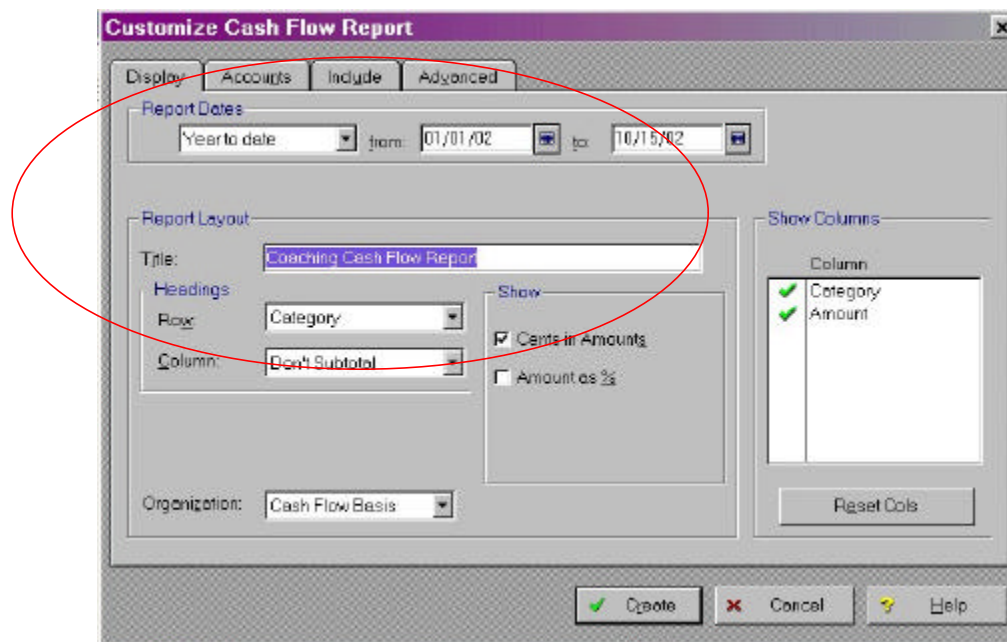 Customize Cash Flow Report
Display Accounts Include Advanced
Report Dates
Year to date from: 01/01/02 to: 10/15/02
Report Layout
Title: Coaching Cash Flow Report
Headings
Row: Category
Column: Don't Subtotal
Show
Cents in Amounts
Amount as %
Organization: Cash Flow Basis
Show Columns
Column
Category
Amount
Reset Cols
Create Cancel Help